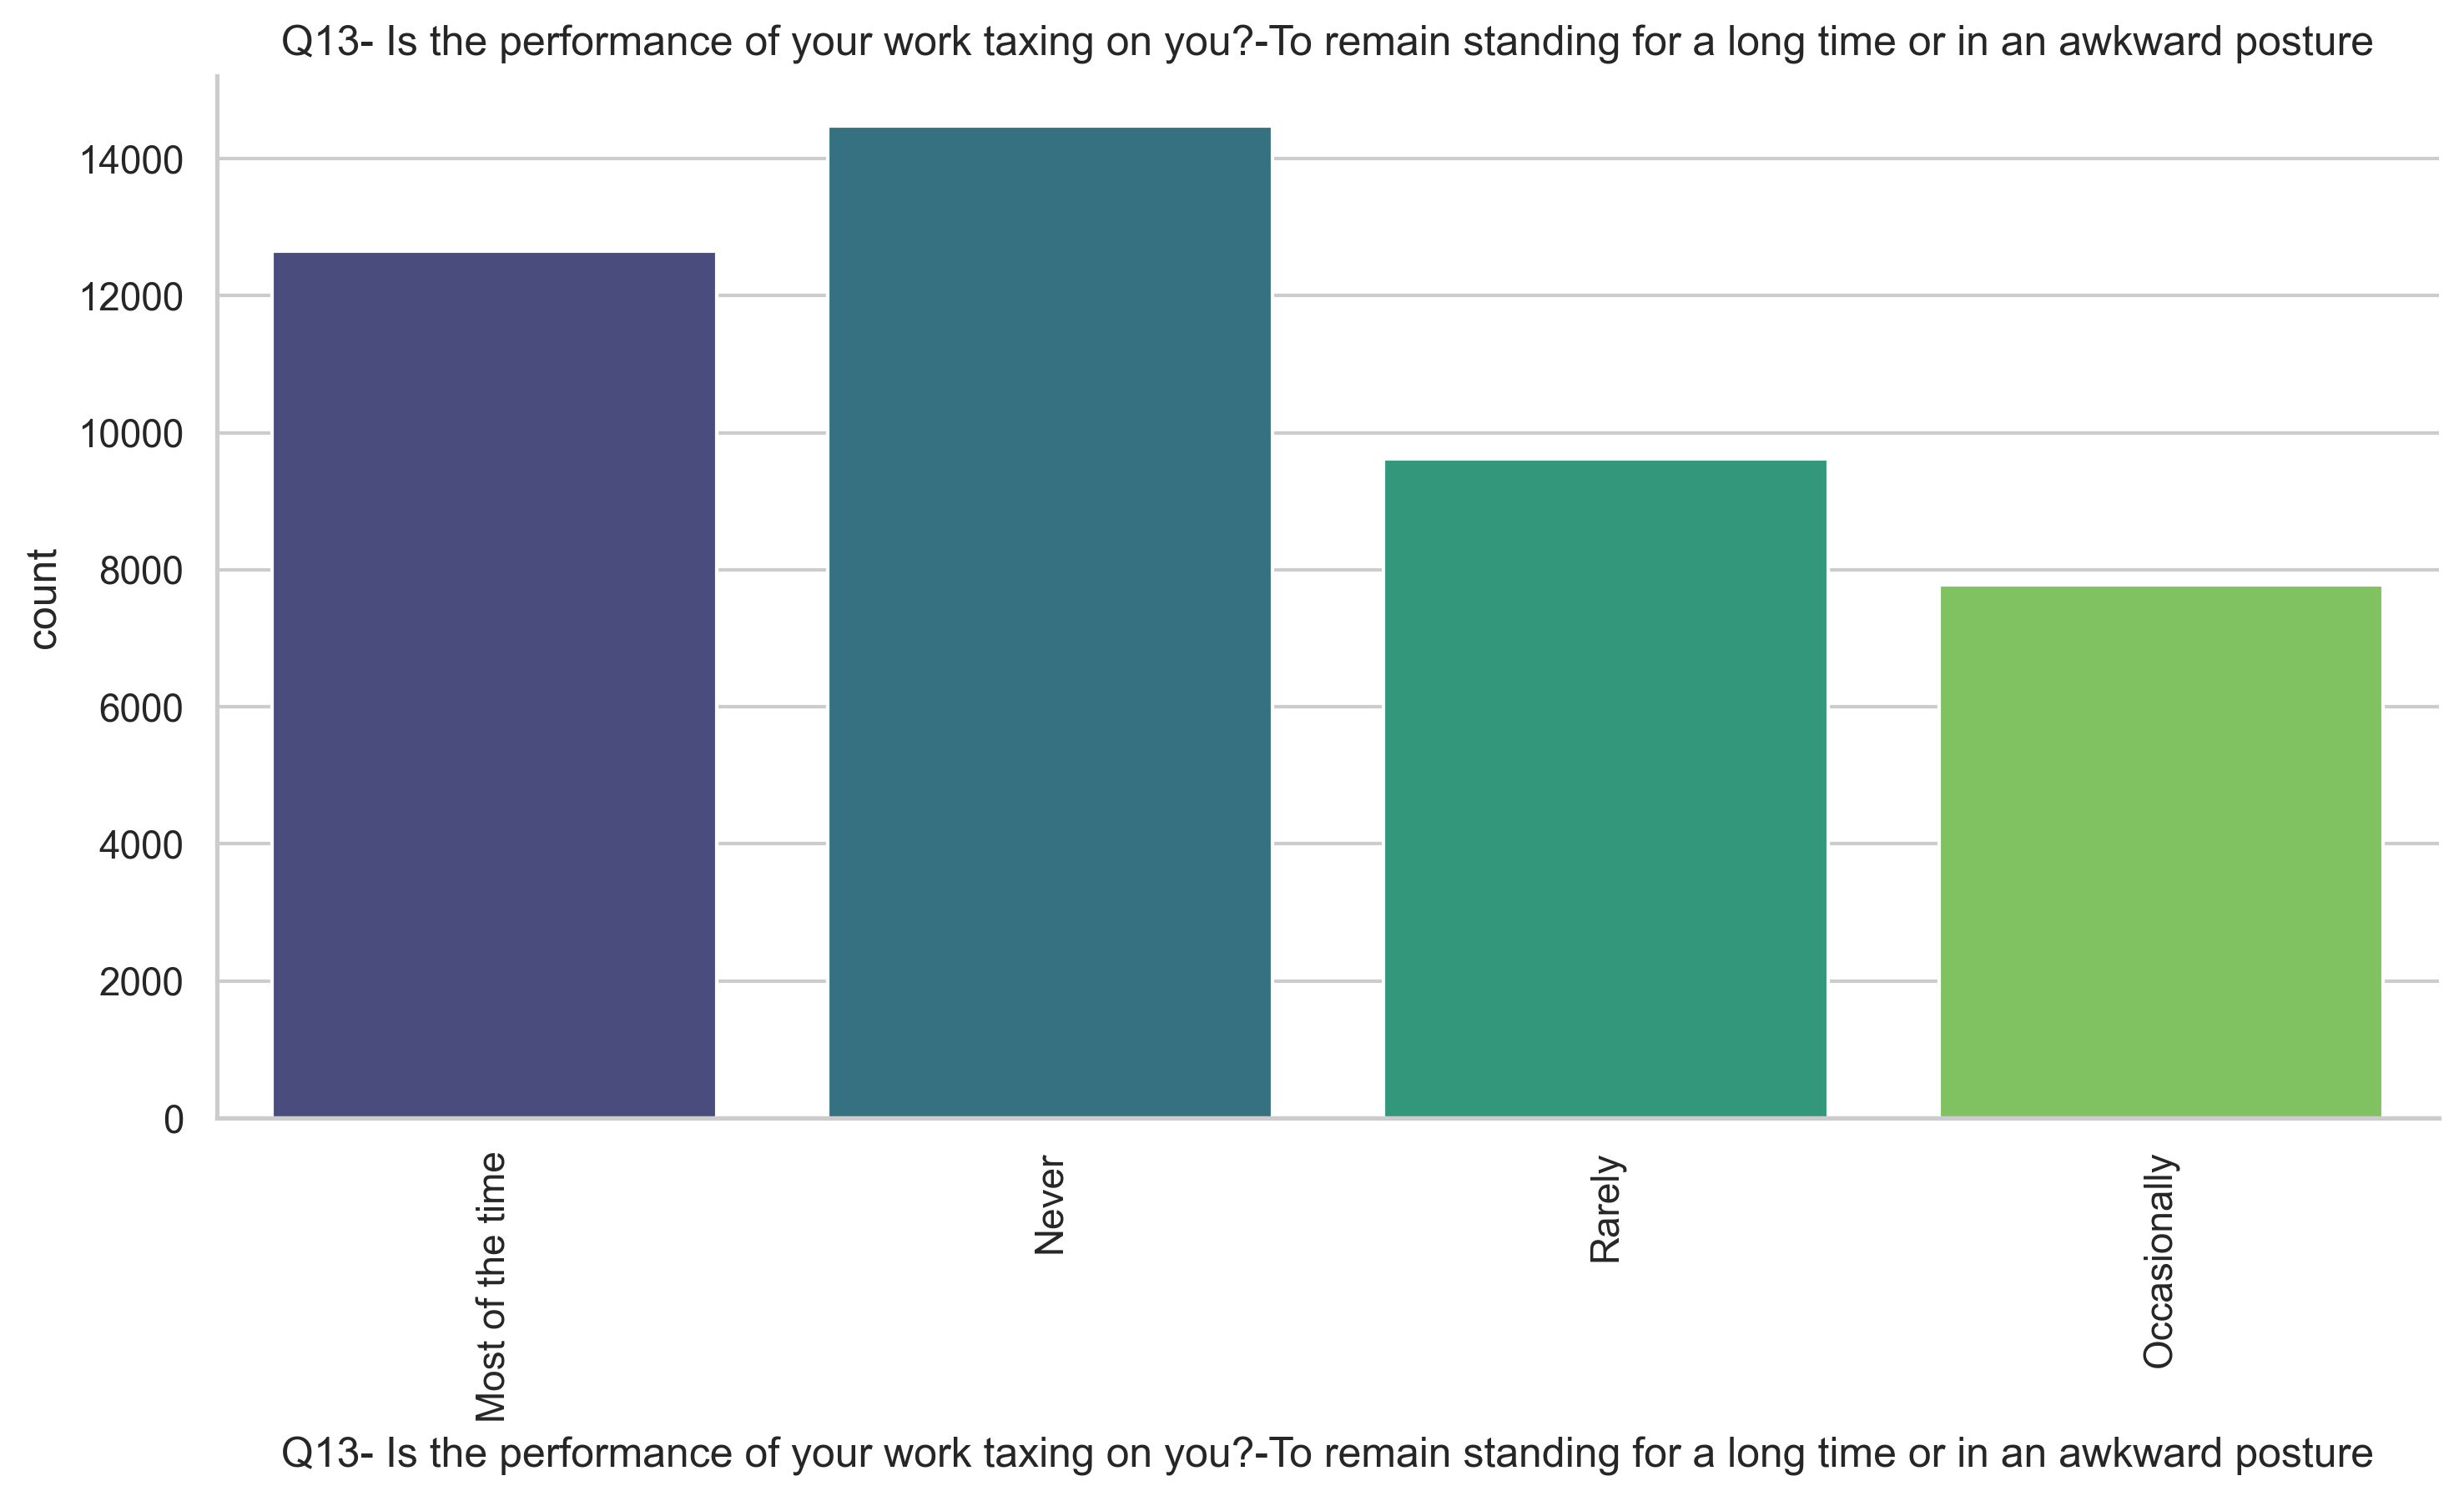 Q13- Is the performance of your work taxing on you?-To remain standing for a long time or in an awkward posture
14000
12000
10000
8000
6000
4000
2000
0
count
Most of the time
Never
Rarely
Occasionally
Q13- Is the performance of your work taxing on you?-To remain standing for a long time or in an awkward posture